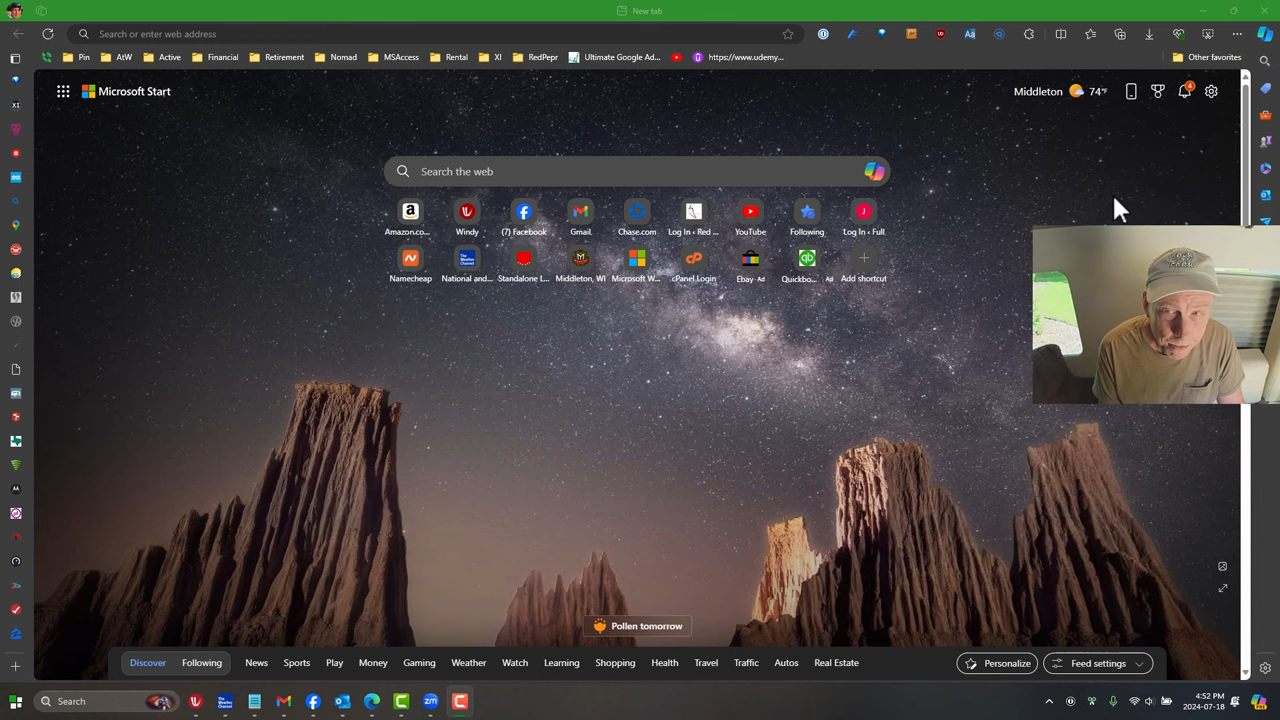 New tab
Search or enter web address
Pin AtW Active Financial Retirement Nomad MSAccess Rental XI RedPepr Ultimate Google Ad... https://www.udemy... Other favorites
Microsoft Start
Middleton 74°F 4
Search the web
Amazon.co... Windy (7) Facebook Gmail Chase.com Log In ‹ Red ... YouTube Following Log In ‹ Full
Namecheap National and... Standalone L... Middleton, WI Microsoft W... cPanel Login Ebay Ad Quickbo... Ad Add shortcut
Pollen tomorrow
Discover Following News Sports Play Money Gaming Weather Watch Learning Shopping Health Travel Traffic Autos Real Estate Personalize Feed settings
Search
4:52 PM
2024-07-18